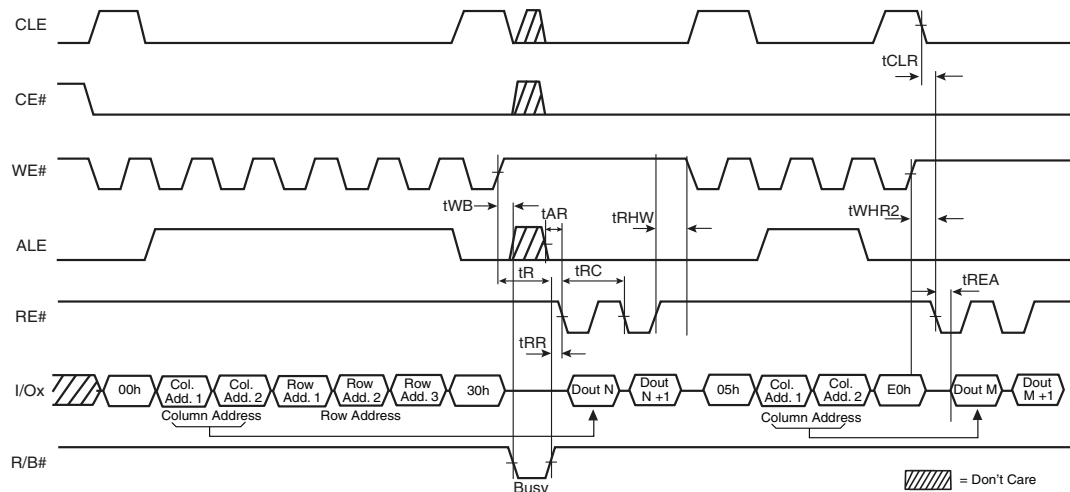 CLE
tCLR
CE#
WE#
tWB
tAR
tRHW
tWHR2
ALE
tR
tRC
tREA
RE#
tRR
I/Ox
00h
Col. Add. 1
Col. Add. 2
Row Add. 1
Row Add. 2
Row Add. 3
30h
Dout N
Dout N +1
05h
Col. Add. 1
Col. Add. 2
E0h
Dout M
Dout M +1
Column Address
Row Address
Column Address
R/B#
Busy
= Don't Care